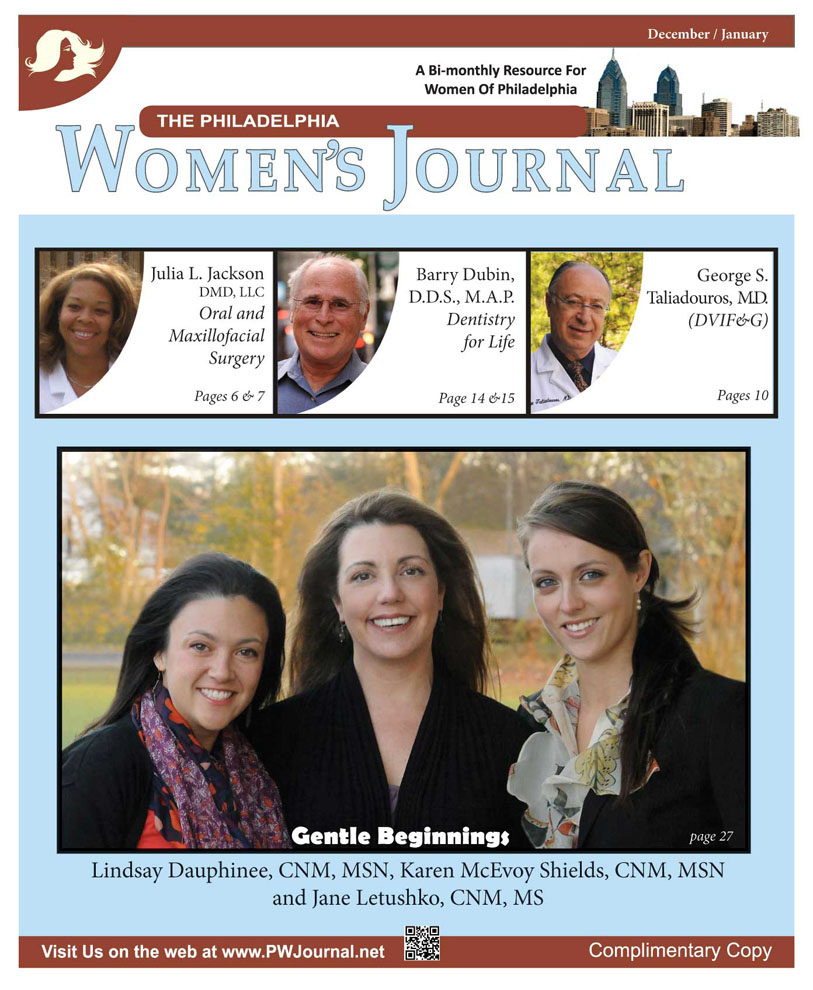 December / January
A Bi-monthly Resource For
Women Of Philadelphia
THE PHILADELPHIA
WOMEN'S JOURNAL
Julia L. Jackson
DMD, LLC
Oral and
Maxillofacial
Surgery
Pages 6 & 7
Barry Dubin,
D.D.S., M.A.P.
Dentistry
for Life
Page 14 &15
George S.
Taliadouros, M.D.
(DVIF&G)
Pages 10
Gentle Beginnings
page 27
Lindsay Dauphinee, CNM, MSN, Karen McEvoy Shields, CNM, MSN
and Jane Letushko, CNM, MS
Visit Us on the web at www.PWJournal.net
Complimentary Copy